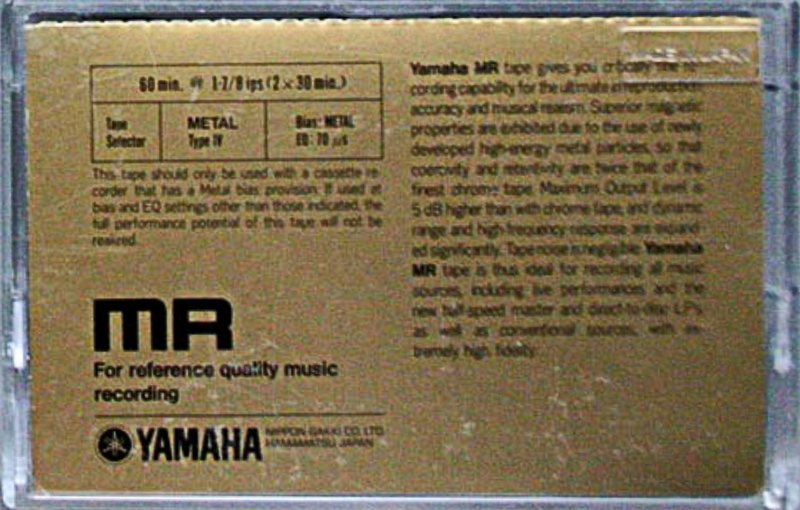 60 min. @ 1-7/8 ips (2 × 30 min.)
Tape Selector
METAL Type IV
Bias: METAL EQ: 70 µs
This tape should only be used with a cassette re-
corder that has a Metal bias provision. If used at
bias and EQ settings other than those indicated, the
full performance potential of this tape will not be
realized.
mR
For reference quality music
recording
YAMAHA
NIPPON GAKKI CO. LTD.
HAMAMATSU JAPAN
Yamaha MR tape gives you critically fine re-
cording capability for the ultimate in reproduction
accuracy and musical realism. Superior magnetic
properties are exhibited due to the use of newly
developed high-energy metal particles, so that
coercivity and retentivity are twice that of the
finest chrome tape. Maximum Output Level is
5 dB higher than with chrome tape, and dynamic
range and high-frequency response are expand-
ed significantly. Tape noise is negligible. Yamaha
MR tape is thus ideal for recording all music
sources, including live performances and the
new half-speed master and direct-to-disc LP's
as well as conventional sources, with ex-
tremely high fidelity.